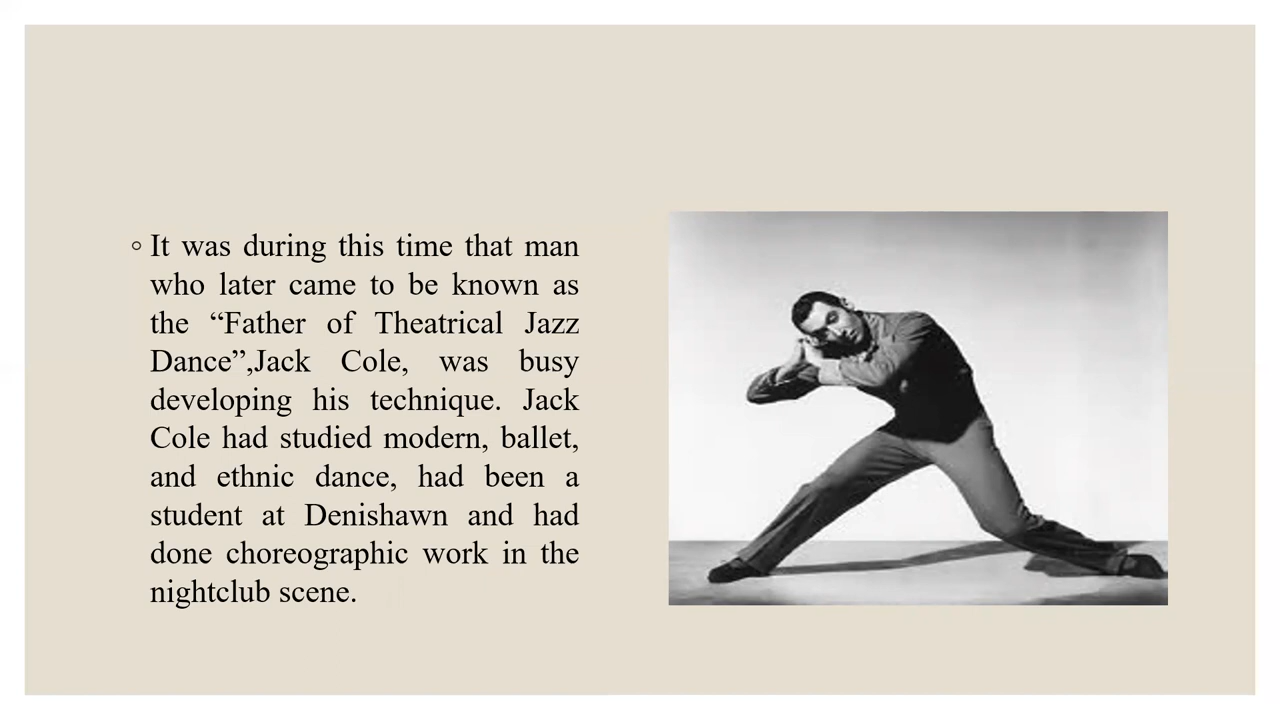 ◦ It was during this time that man
who later came to be known as
the “Father of Theatrical Jazz
Dance”,Jack Cole, was busy
developing his technique. Jack
Cole had studied modern, ballet,
and ethnic dance, had been a
student at Denishawn and had
done choreographic work in the
nightclub scene.